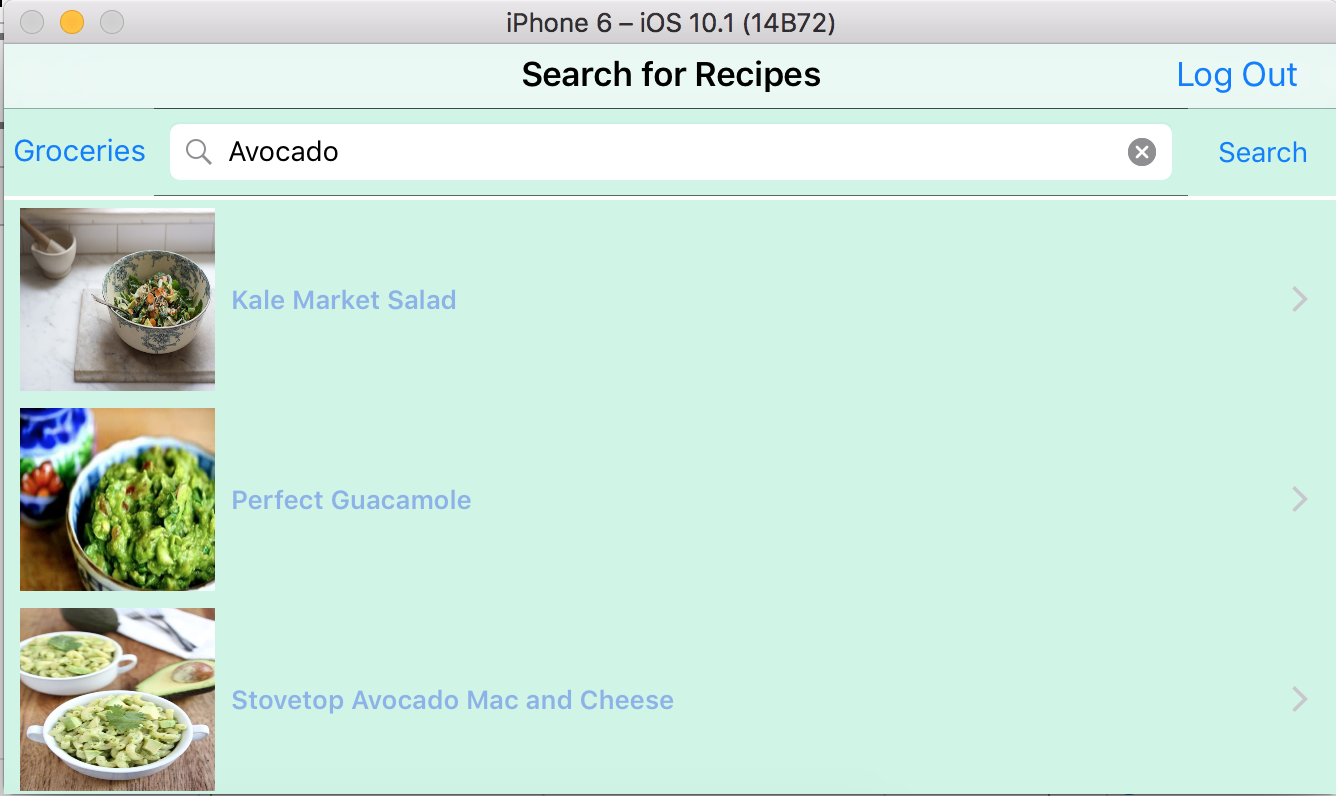 iPhone 6 – iOS 10.1 (14B72)
Search for Recipes
Log Out
Groceries
Avocado
Search
Kale Market Salad
Perfect Guacamole
Stovetop Avocado Mac and Cheese